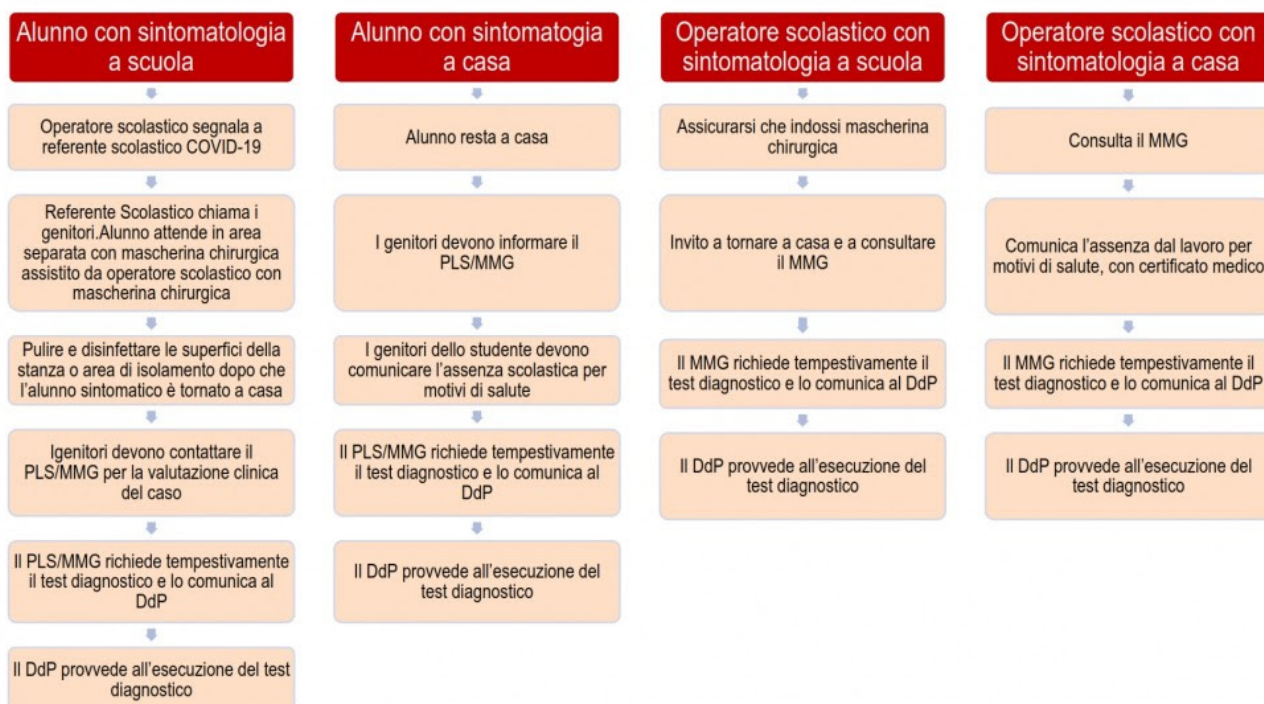 Alunno con sintomatologia
a scuola
Operatore scolastico segnala a
referente scolastico COVID-19
Referente Scolastico chiama i
genitori.Alunno attende in area
separata con mascherina chirurgica
assistito da operatore scolastico con
mascherina chirurgica
Pulire e disinfettare le superfici della
stanza o area di isolamento dopo che
l'alunno sintomatico è tornato a casa
Igenitori devono contattare il
PLS/MMG per la valutazione clinica
del caso
Il PLS/MMG richiede tempestivamente
il test diagnostico e lo comunica al
DdP
Il DdP provvede all'esecuzione del test
diagnostico
Alunno con sintomatogia
a casa
Alunno resta a casa
I genitori devono informare il
PLS/MMG
I genitori dello studente devono
comunicare l'assenza scolastica per
motivi di salute
Il PLS/MMG richiede tempestivamente
il test diagnostico e lo comunica al
DdP
Il DdP provvede all'esecuzione del
test diagnostico
Operatore scolastico con
sintomatologia a scuola
Assicurarsi che indossi mascherina
chirurgica
Invito a tornare a casa e a consultare
il MMG
Il MMG richiede tempestivamente il
test diagnostico e lo comunica al DdP
Il DdP provvede all'esecuzione del
test diagnostico
Operatore scolastico con
sintomatologia a casa
Consulta il MMG
Comunica l'assenza dal lavoro per
motivi di salute, con certificato medico
Il MMG richiede tempestivamente il
test diagnostico e lo comunica al DdP
Il DdP provvede all'esecuzione del
test diagnostico